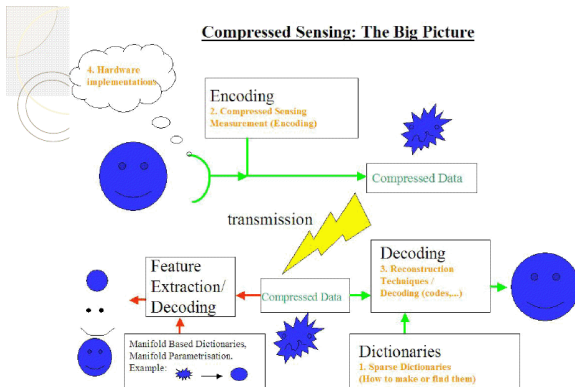 Compressed Sensing: The Big Picture
4. Hardware
implementations
Encoding
2. Compressed Sensing
Measurement (Encoding)
Compressed Data
transmission
Feature
Extraction/
Decoding
Compressed Data
Decoding
3. Reconstruction
Techniques /
Decoding (codes,...)
Manifold Based Dictionaries,
Manifold Parametrisation.
Example:
Dictionaries
1. Sparse Dictionaries
(How to make or find them)